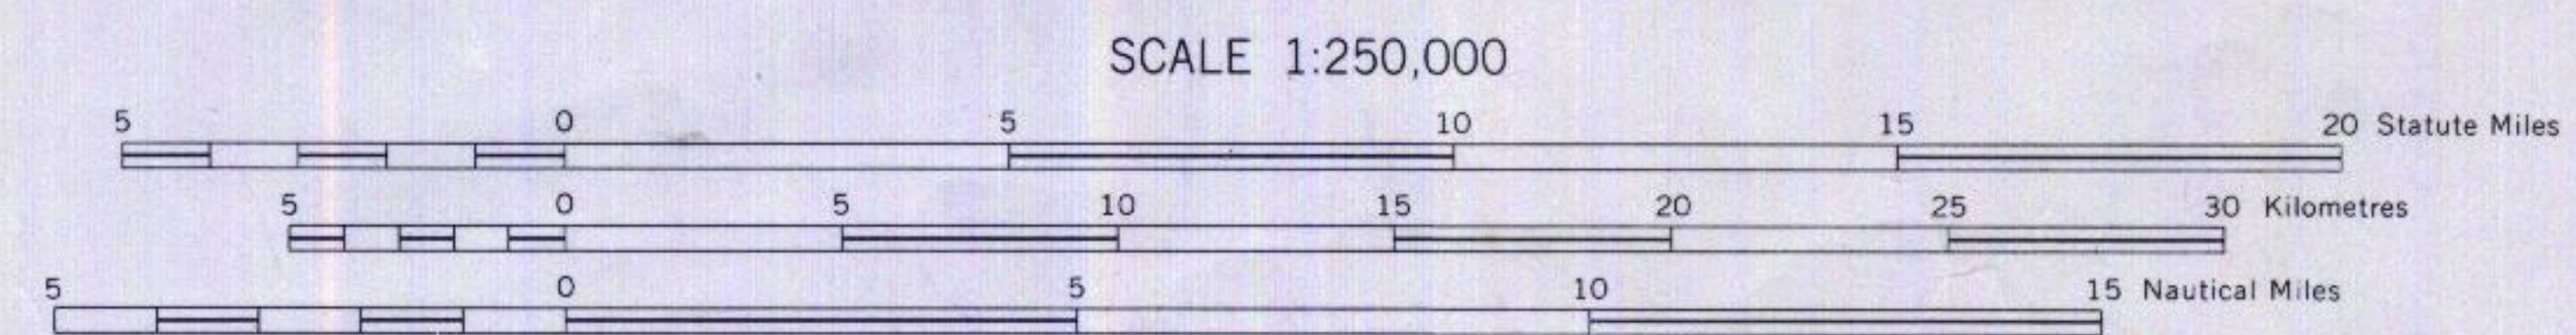 SCALE 1:250,000
5 0 5 10 15 20 Statute Miles
5 0 5 10 15 20 25 30 Kilometres
5 0 5 10 15 Nautical Miles